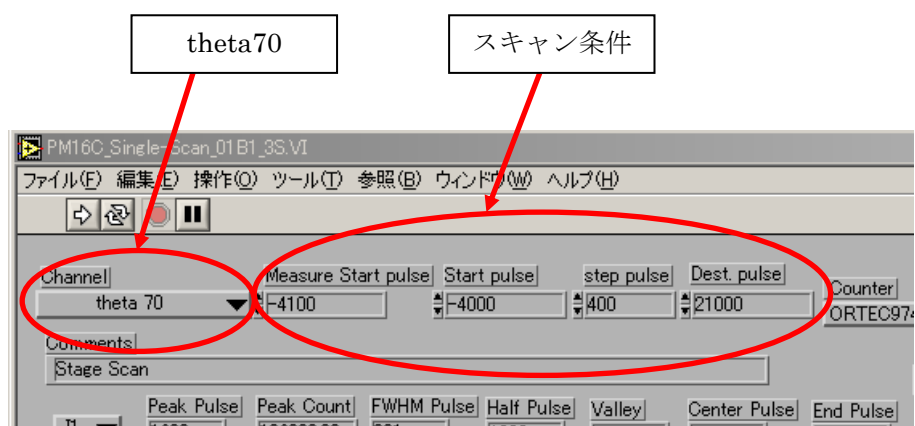 theta70 スキャン条件
PM16C_Single-Scan_01B1_3S.VI
ファイル(F) 編集(E) 操作(O) ツール(T) 参照(B) ウィンドウ(W) ヘルプ(H)
Channel Measure Start pulse Start pulse step pulse Dest. pulse Counter
theta 70 -4100 -4000 400 21000 ORTEC974
Comments
Stage Scan
Peak Pulse Peak Count FWHM Pulse Half Pulse Valley Center Pulse End Pulse